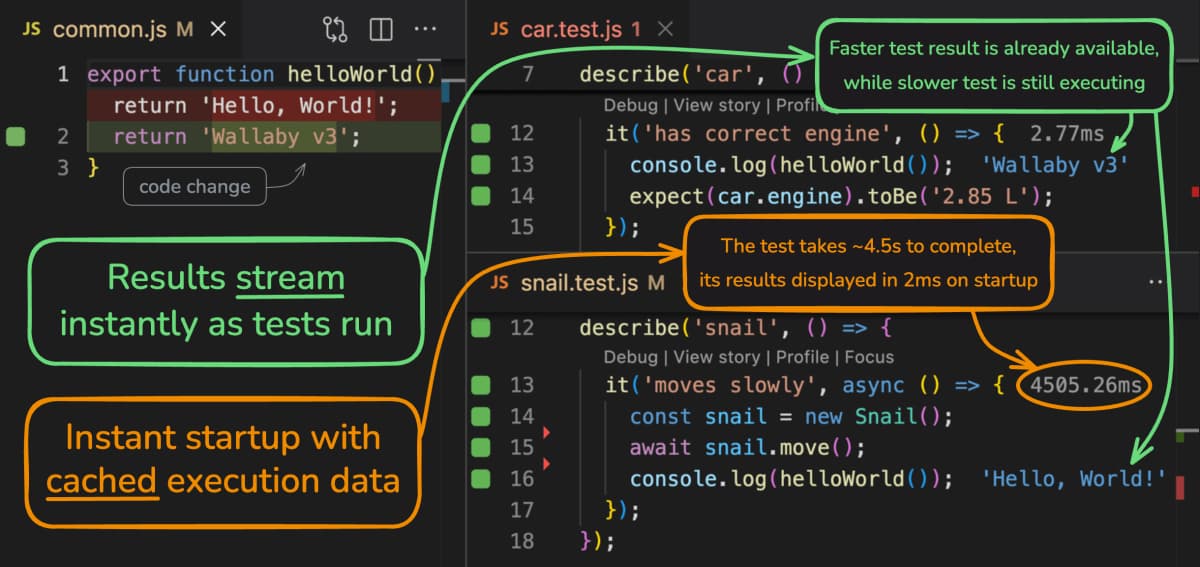 JS common.js M ×
1 export function helloWorld()
return 'Hello, World!';
2 return 'Wallaby v3';
3 }
code change
Results stream
instantly as tests run
Instant startup with
cached execution data
JS car.test.js 1 ×
7 describe('car', ()
Faster test result is already available,
while slower test is still executing
Debug | View story | Profile
12 it('has correct engine', () => { 2.77ms
13 console.log(helloWorld()); 'Wallaby v3'
14 expect(car.engine).toBe('2.85 L');
15 });
The test takes ~4.5s to complete,
its results displayed in 2ms on startup
JS snail.test.js M
12 describe('snail', () => {
Debug | View story | Profile | Focus
13 it('moves slowly', async () => { 4505.26ms
14 const snail = new Snail();
15 await snail.move();
16 console.log(helloWorld()); 'Hello, World!'
17 });
18 });